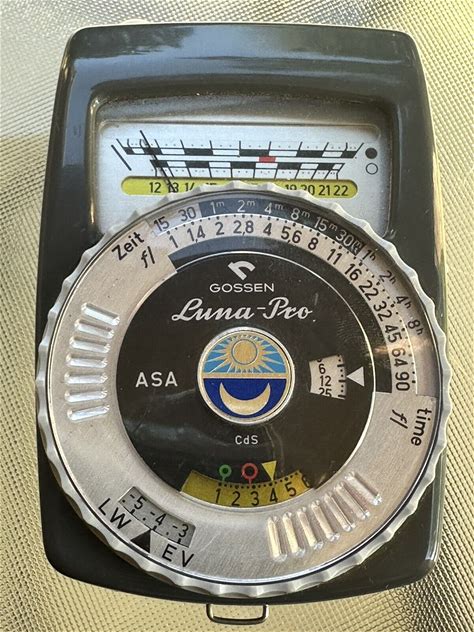 12 13 14 15 19 20 21 22
Zeit 15 30 1m 2m 4m 8m 15m 30m 1h 2h 4h 8h
f/ 1 1,4 2 2,8 4 5,6 8 11 16 22 32 45 64 90 f/
time
GOSSEN
Luna-Pro
ASA
6
12
25
CdS
1 2 3 4 5 6
-5 -4 -3
LW EV